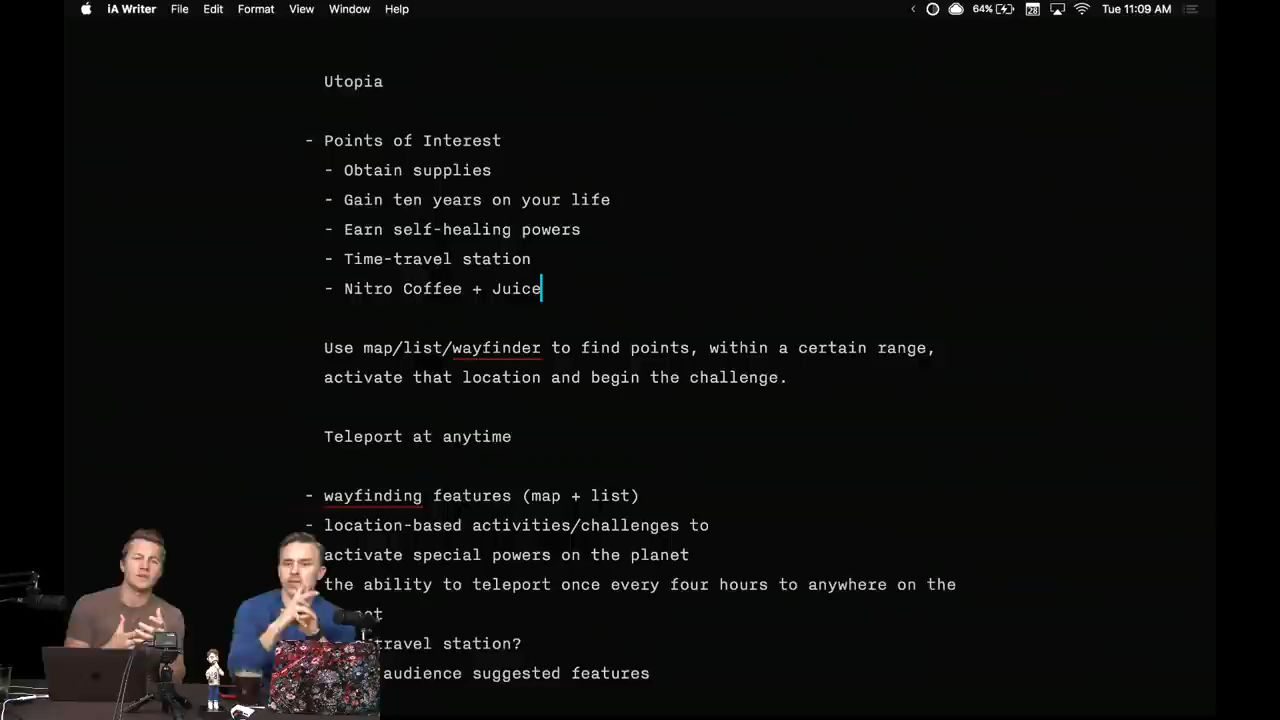 iA Writer File Edit Format View Window Help 64% 28 Tue 11:09 AM
Utopia
- Points of Interest
- Obtain supplies
- Gain ten years on your life
- Earn self-healing powers
- Time-travel station
- Nitro Coffee + Juice
Use map/list/wayfinder to find points, within a certain range,
activate that location and begin the challenge.
Teleport at anytime
- wayfinding features (map + list)
- location-based activities/challenges to
activate special powers on the planet
the ability to teleport once every four hours to anywhere on the
travel station?
audience suggested features